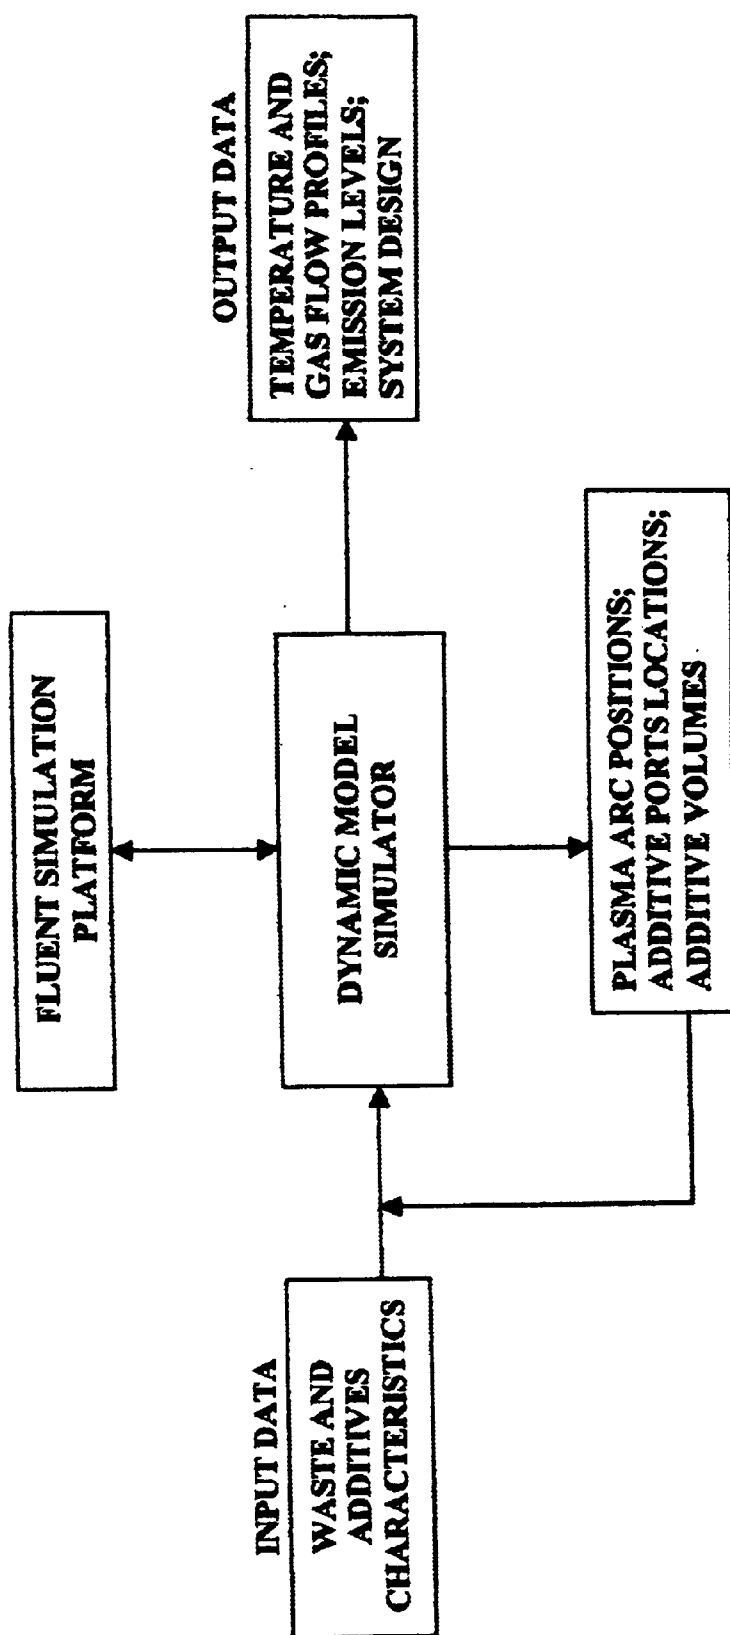 FLUENT SIMULATION
PLATFORM
INPUT DATA
WASTE AND
ADDITIVES
CHARACTERISTICS
DYNAMIC MODEL
SIMULATOR
OUTPUT DATA
TEMPERATURE AND
GAS FLOW PROFILES;
EMISSION LEVELS;
SYSTEM DESIGN
PLASMA ARC POSITIONS;
ADDITIVE PORTS LOCATIONS;
ADDITIVE VOLUMES